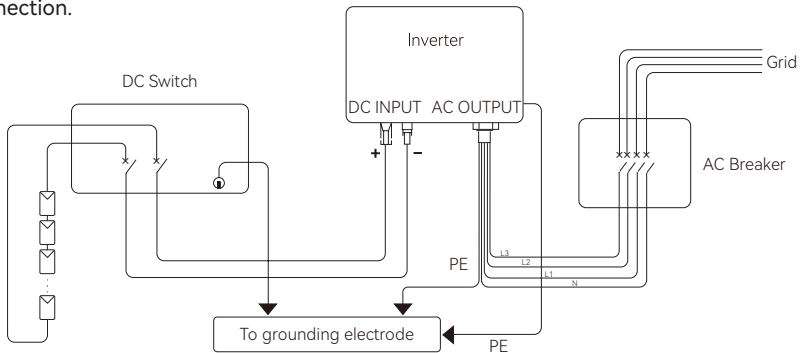 nection.
Inverter
Grid
DC Switch
DC INPUT AC OUTPUT
+ −
AC Breaker
L3
L2
PE
L1
N
To grounding electrode
PE